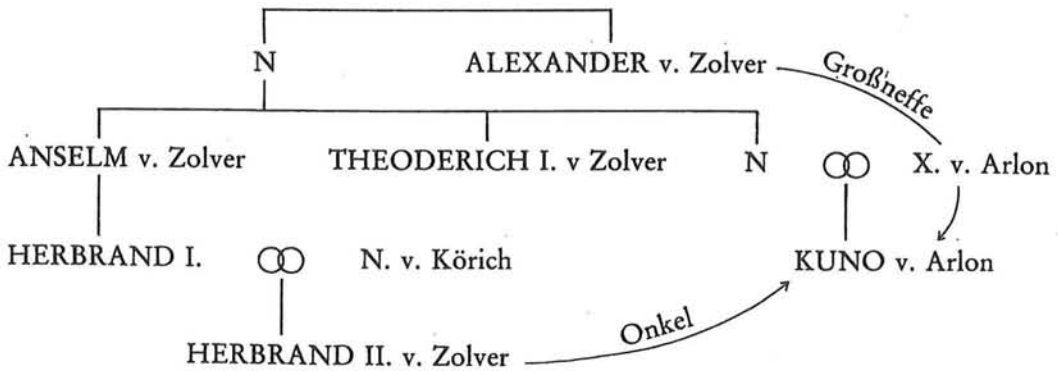 N ALEXANDER v. Zolver
Großneffe
ANSELM v. Zolver THEODERICH I. v Zolver N X. v. Arlon
HERBRAND I. N. v. Körich KUNO v. Arlon
Onkel
HERBRAND II. v. Zolver